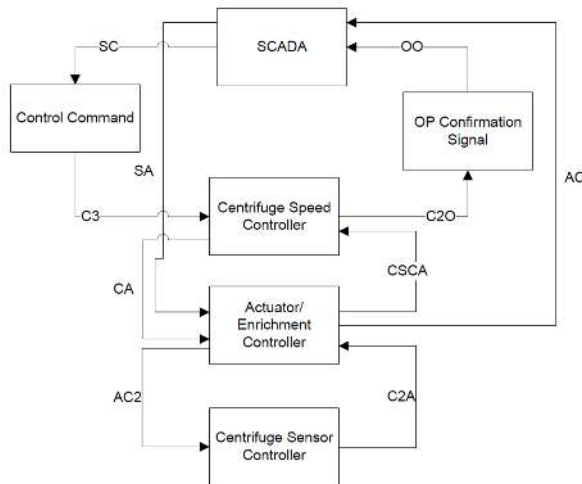 SC
SCADA
OO
Control Command
OP Confirmation
Signal
SA
AC
C3
Centrifuge Speed
Controller
C2O
CSCA
CA
Actuator/
Enrichment
Controller
AC2
C2A
Centrifuge Sensor
Controller